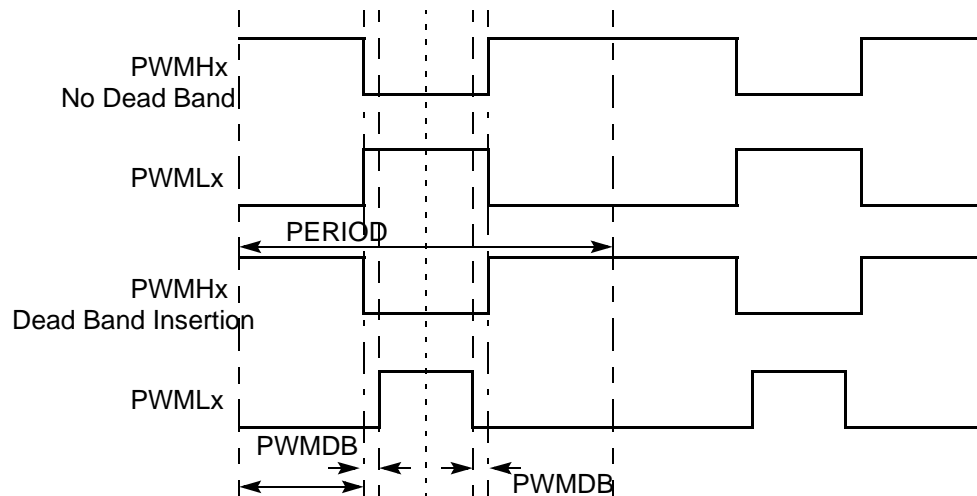 PWMHx
No Dead Band
PWMLx
PERIOD
PWMHx
Dead Band Insertion
PWMLx
PWMDB
PWMDB